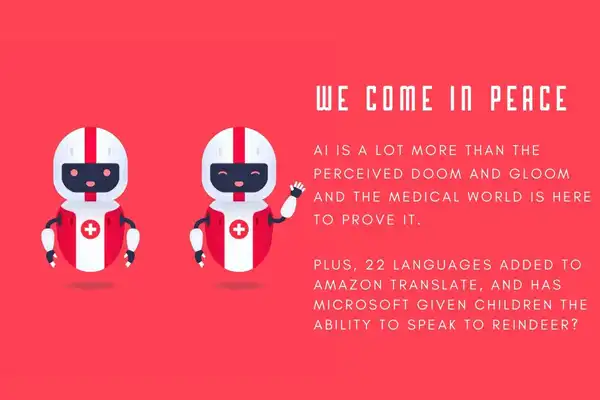 WE COME IN PEACE
AI IS A LOT MORE THAN THE
PERCEIVED DOOM AND GLOOM
AND THE MEDICAL WORLD IS HERE
TO PROVE IT.
PLUS, 22 LANGUAGES ADDED TO
AMAZON TRANSLATE, AND HAS
MICROSOFT GIVEN CHILDREN THE
ABILITY TO SPEAK TO REINDEER?